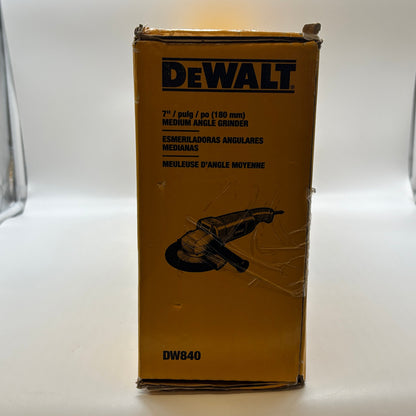 DEWALT
7" / pulg / po (180 mm)
MEDIUM ANGLE GRINDER
ESMERILADORAS ANGULARES
MEDIANAS
MEULEUSE D'ANGLE MOYENNE
DW840